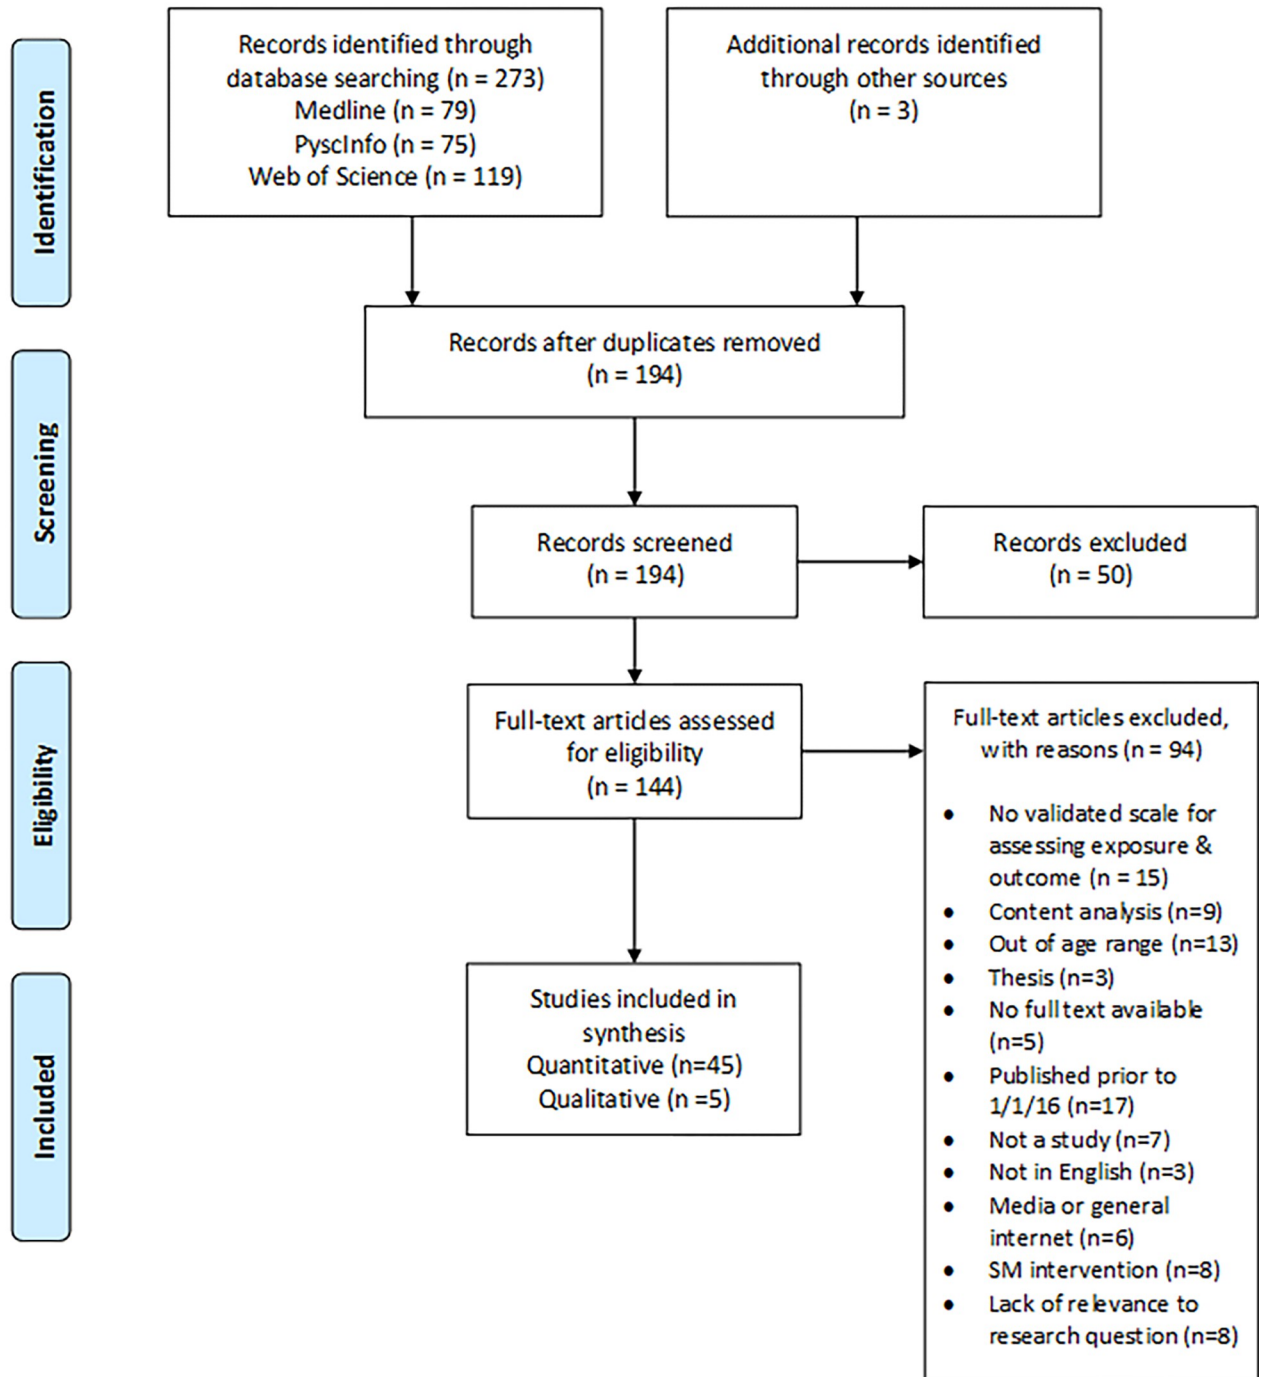 Identification
Records identified through
database searching (n = 273)
Medline (n = 79)
PyscInfo (n = 75)
Web of Science (n = 119)
Additional records identified
through other sources
(n = 3)
Records after duplicates removed
(n = 194)
Screening
Records screened
(n = 194)
Records excluded
(n = 50)
Eligibility
Full-text articles assessed
for eligibility
(n = 144)
Full-text articles excluded,
with reasons (n = 94)
• No validated scale for
assessing exposure &
outcome (n = 15)
• Content analysis (n=9)
• Out of age range (n=13)
• Thesis (n=3)
• No full text available
(n=5)
• Published prior to
1/1/16 (n=17)
• Not a study (n=7)
• Not in English (n=3)
• Media or general
internet (n=6)
• SM intervention (n=8)
• Lack of relevance to
research question (n=8)
Included
Studies included in
synthesis
Quantitative (n=45)
Qualitative (n =5)